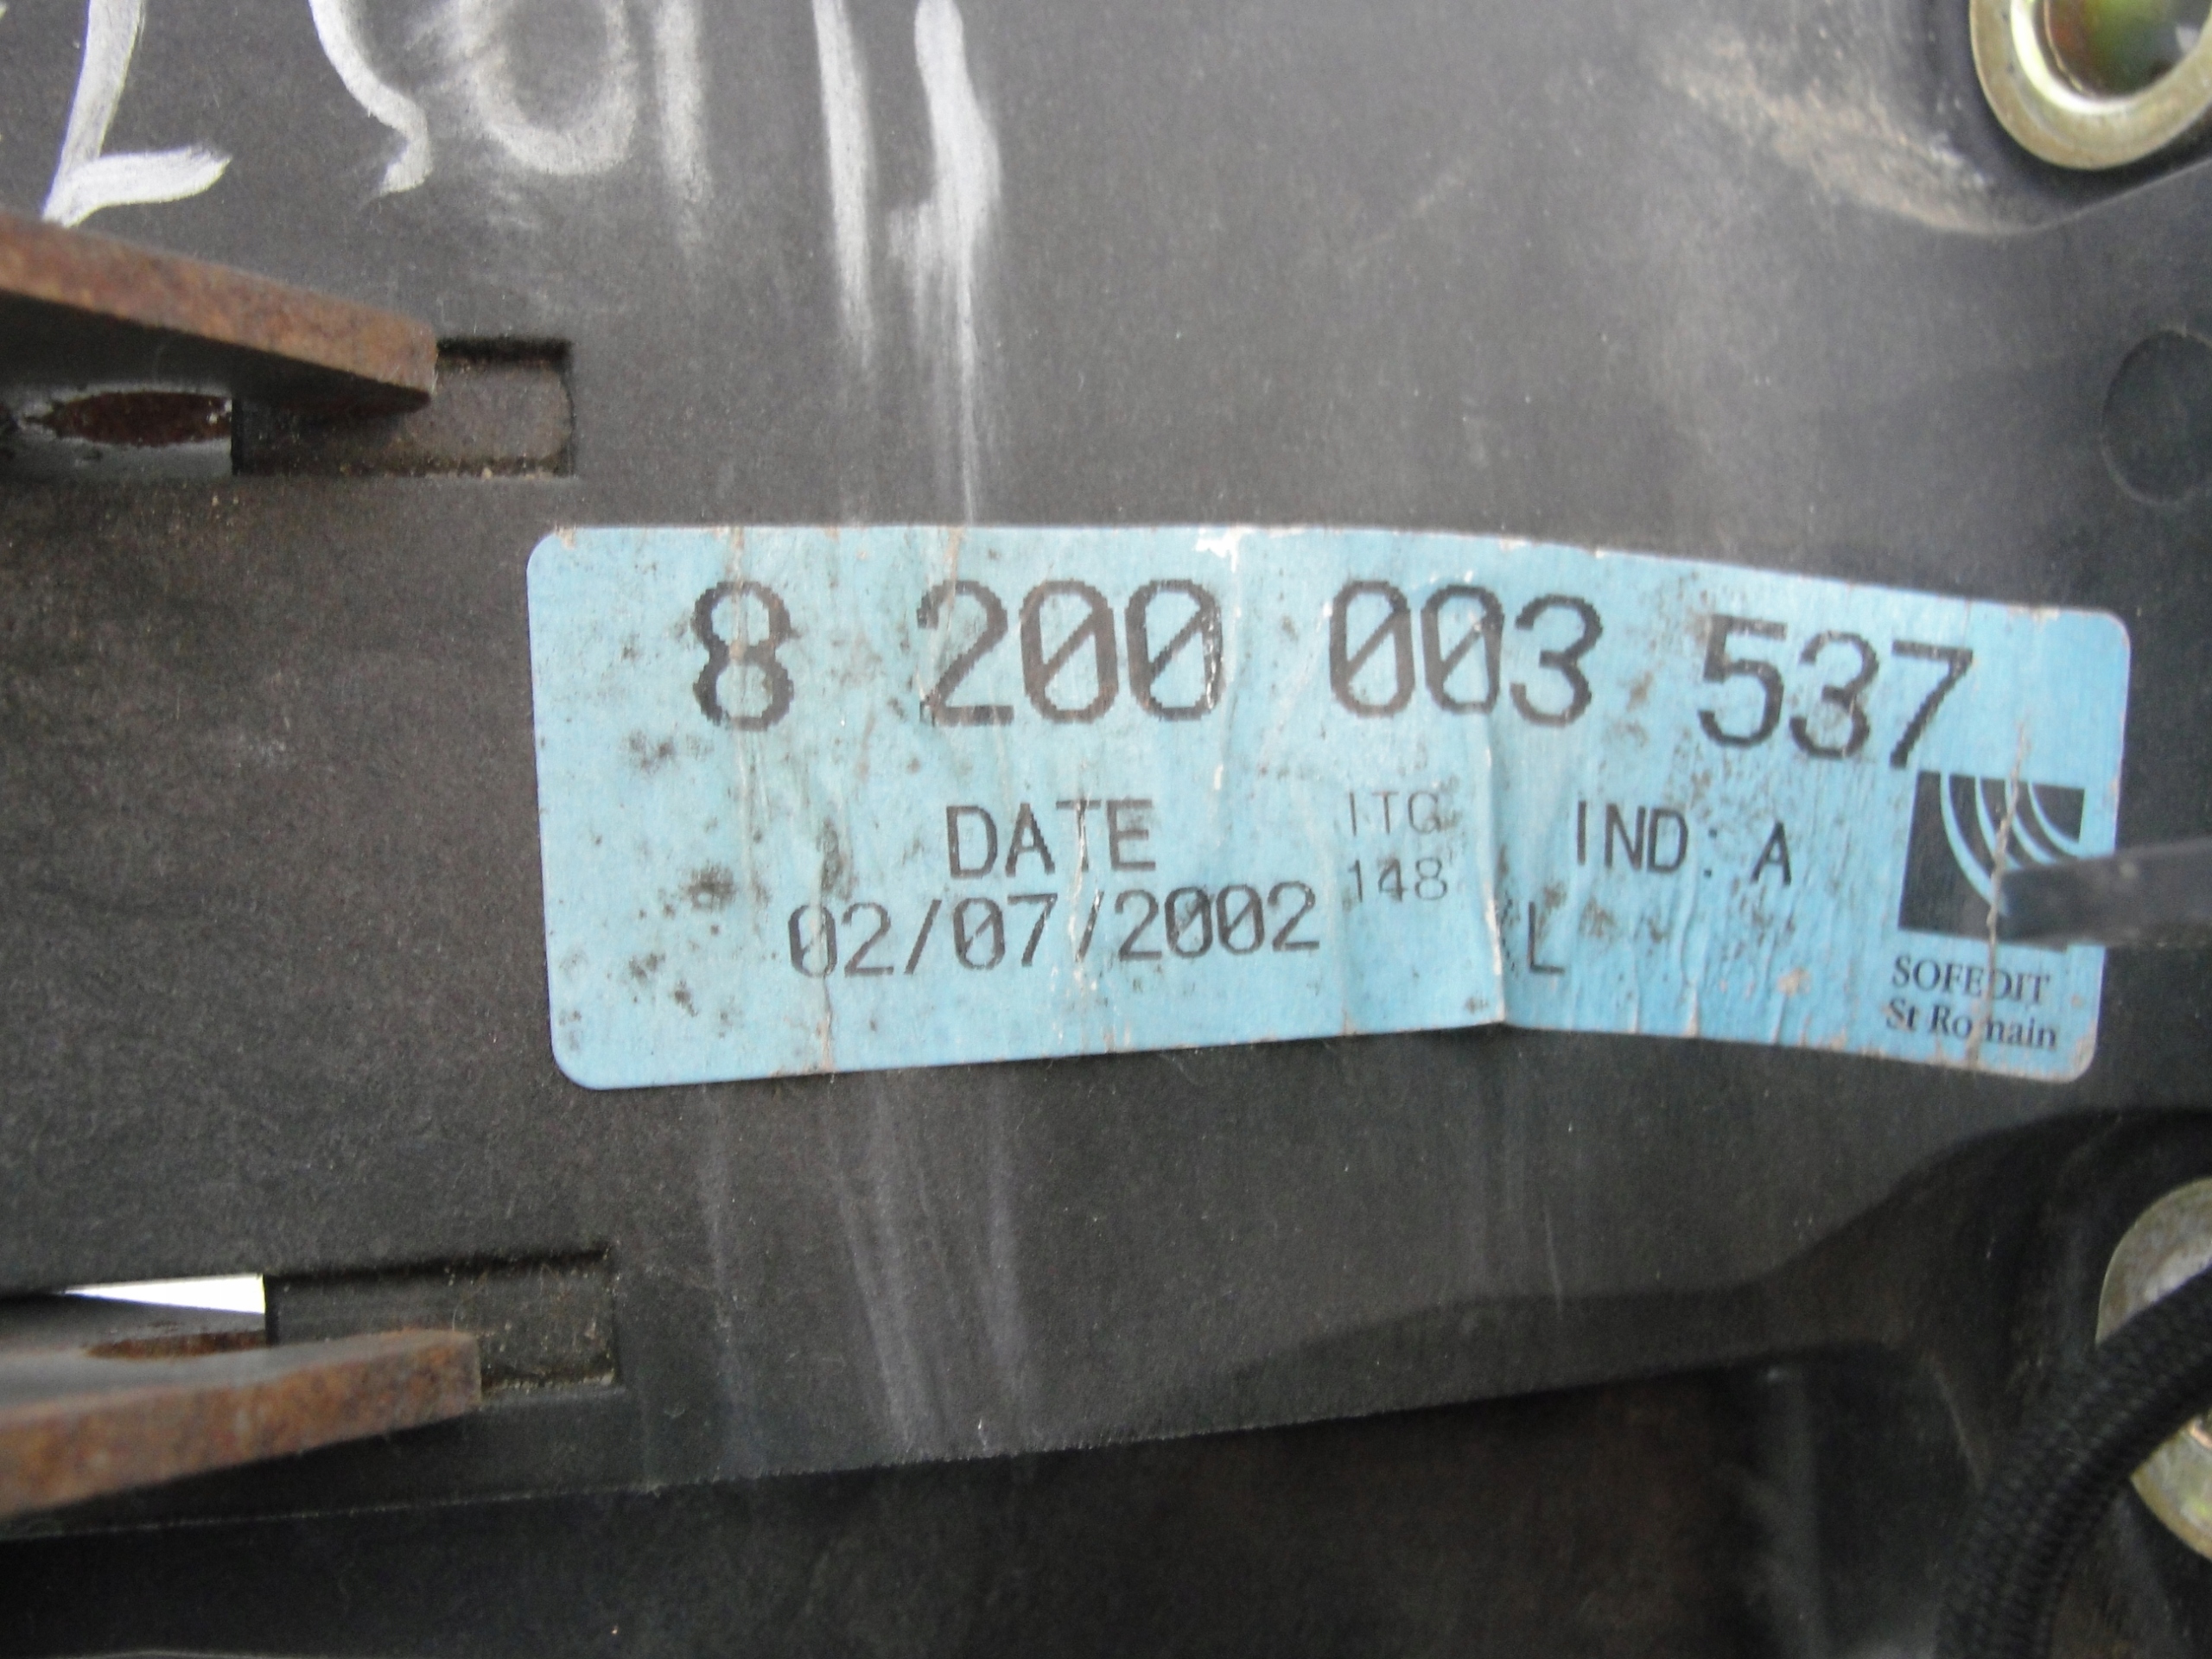 8 200 003 537
DATE ITG IND. A
02/07/2002 148 L
SOFEDIT
St Romain